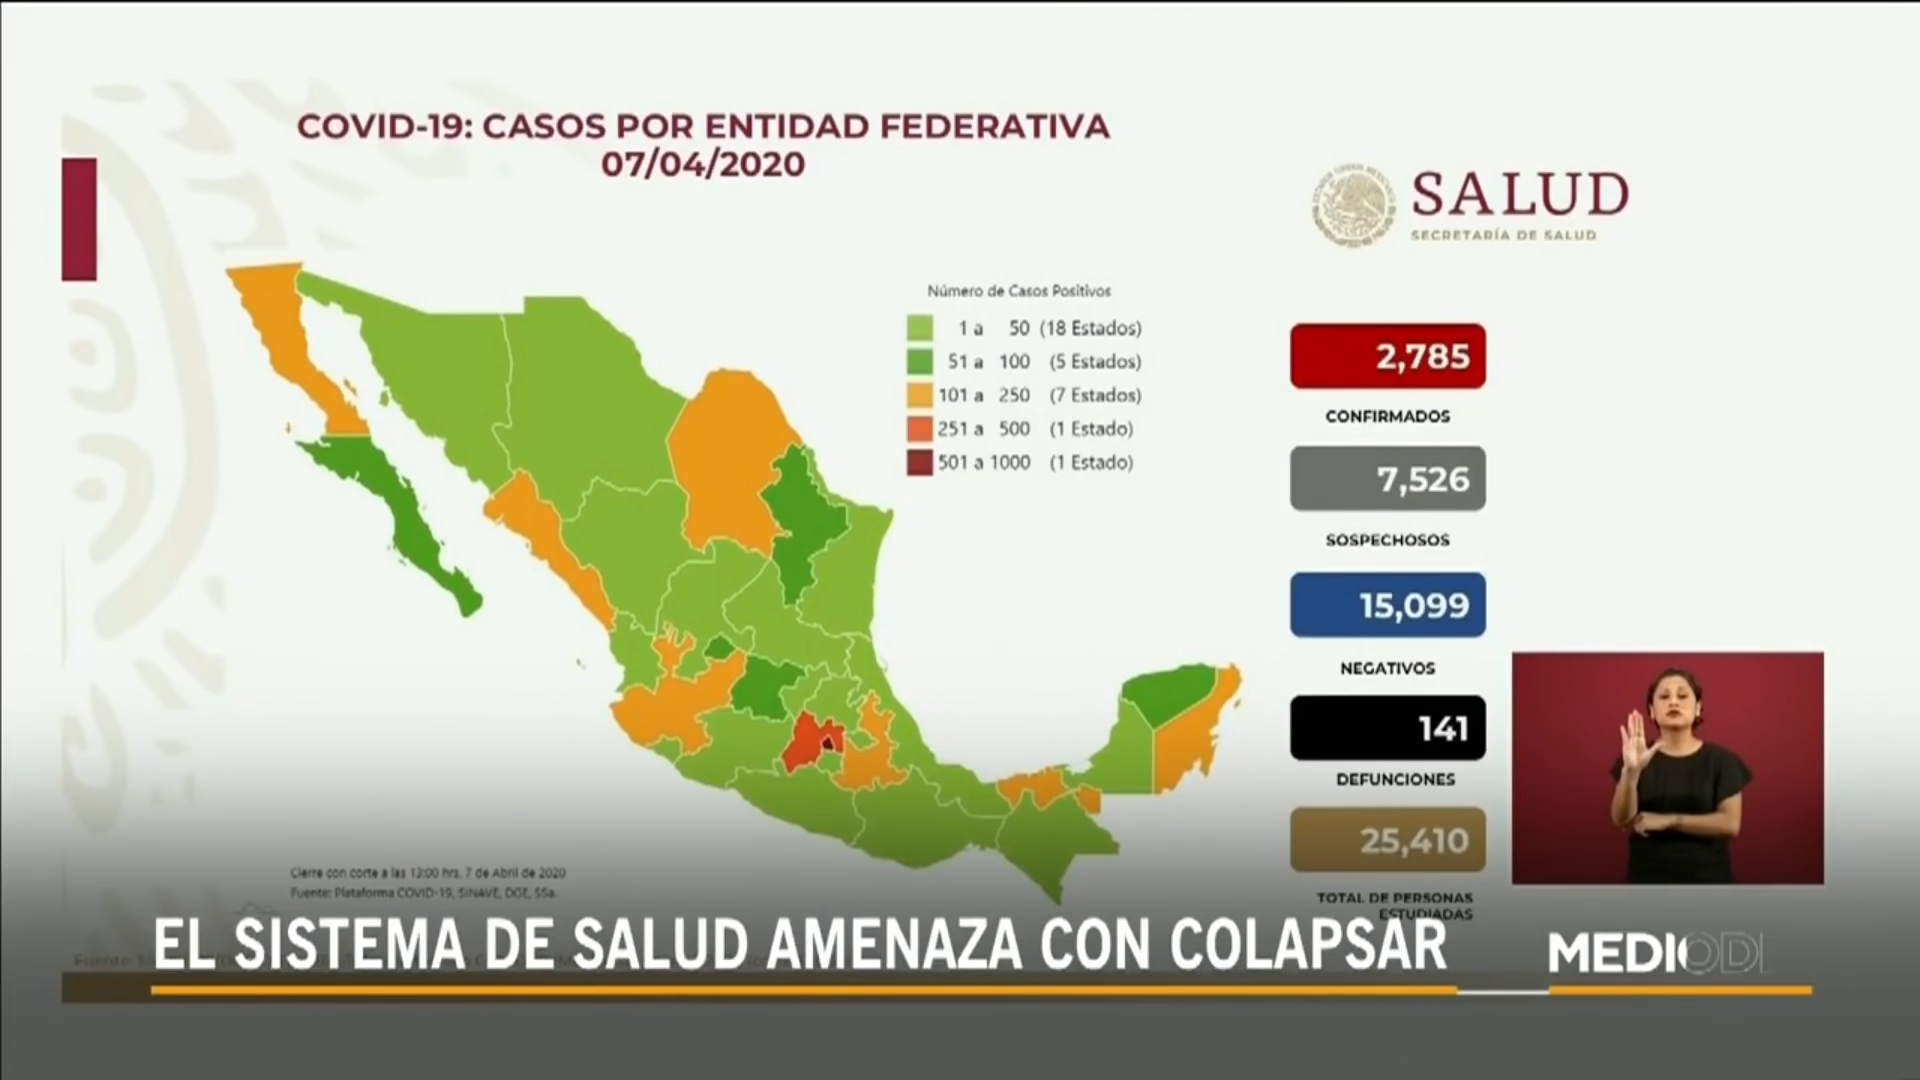 COVID-19: CASOS POR ENTIDAD FEDERATIVA
07/04/2020
SALUD
SECRETARÍA DE SALUD
Número de Casos Positivos
1 a 50 (18 Estados)
51 a 100 (5 Estados)
101 a 250 (7 Estados)
251 a 500 (1 Estado)
501 a 1000 (1 Estado)
2,785
CONFIRMADOS
7,526
SOSPECHOSOS
15,099
NEGATIVOS
141
DEFUNCIONES
25,410
TOTAL DE PERSONAS
ESTUDIADAS
Cierre con corte a las 13:00 hrs, 7 de Abril de 2020
Fuente: Plataforma COVID-19, SINAVE, DGE, SSa.
EL SISTEMA DE SALUD AMENAZA CON COLAPSAR
MEDIODI
Fuente: